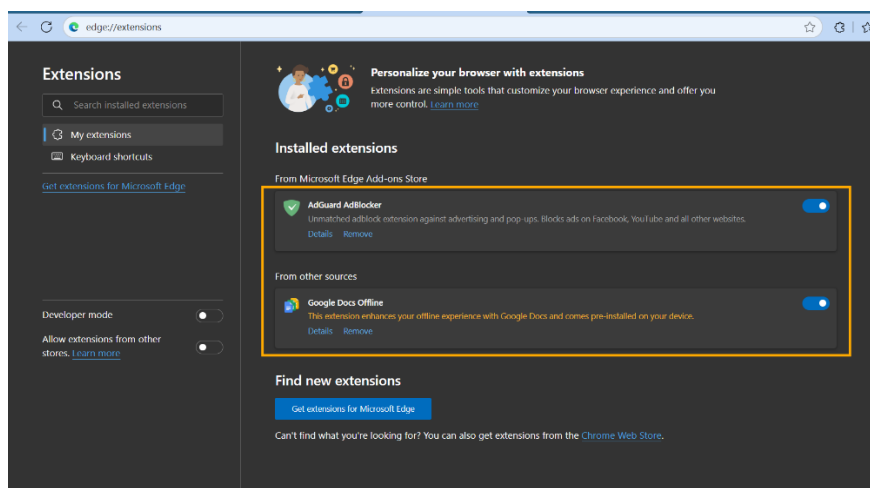 edge://extensions
Extensions
Search installed extensions
My extensions
Keyboard shortcuts
Get extensions for Microsoft Edge
Developer mode
Allow extensions from other
stores. Learn more
Personalize your browser with extensions
Extensions are simple tools that customize your browser experience and offer you
more control. Learn more
Installed extensions
From Microsoft Edge Add-ons Store
AdGuard AdBlocker
Unmatched adblock extension against advertising and pop-ups. Blocks ads on Facebook, YouTube and all other websites.
Details Remove
From other sources
Google Docs Offline
This extension enhances your offline experience with Google Docs and comes pre-installed on your device.
Details Remove
Find new extensions
Get extensions for Microsoft Edge
Can't find what you're looking for? You can also get extensions from the Chrome Web Store.